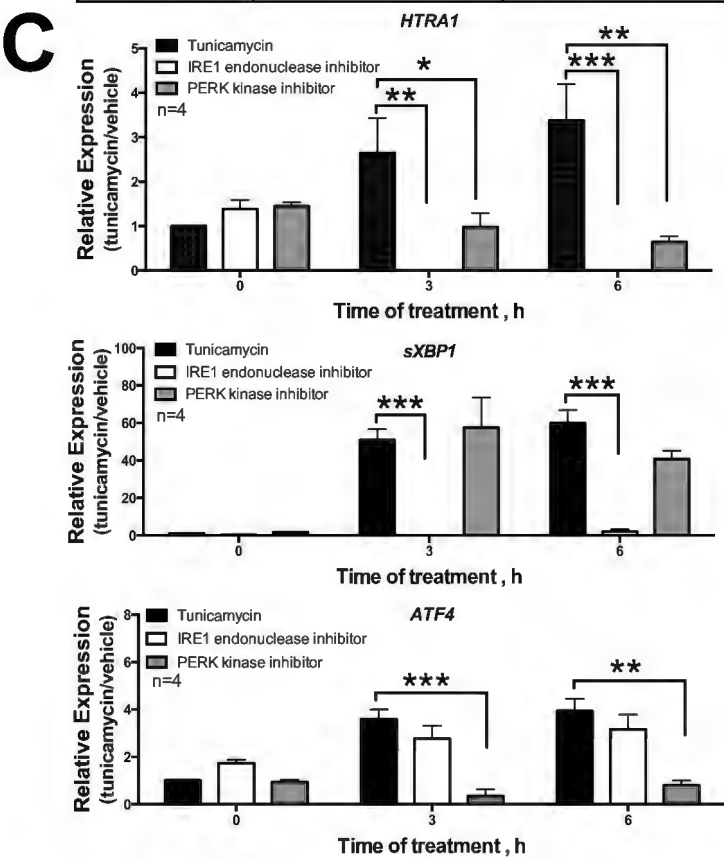 C
HTRA1
Tunicamycin
IRE1 endonuclease inhibitor
PERK kinase inhibitor
n=4
Relative Expression
(tunicamycin/vehicle)
5
4
3
2
1
0
*
**
**
***
0 3 6
Time of treatment , h
sXBP1
Tunicamycin
IRE1 endonuclease inhibitor
PERK kinase inhibitor
n=4
Relative Expression
(tunicamycin/vehicle)
100
80
60
40
20
0
***
***
0 3 6
Time of treatment , h
ATF4
Tunicamycin
IRE1 endonuclease inhibitor
PERK kinase inhibitor
n=4
Relative Expression
(tunicamycin/vehicle)
8
6
4
2
0
***
**
0 3 6
Time of treatment , h